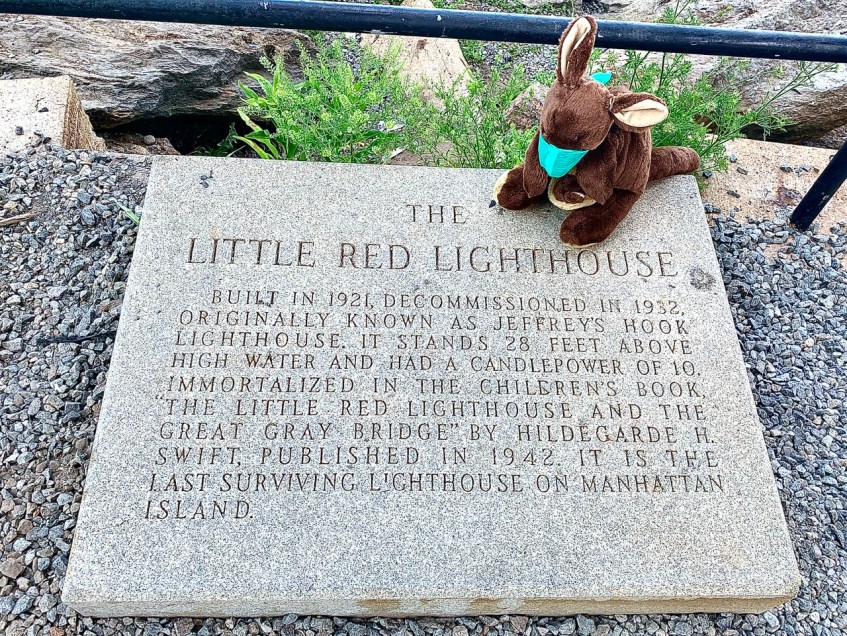 THE
LITTLE RED LIGHTHOUSE
BUILT IN 1921, DECOMMISSIONED IN 1932,
ORIGINALLY KNOWN AS JEFFREY'S HOOK
LIGHTHOUSE. IT STANDS 28 FEET ABOVE
HIGH WATER AND HAD A CANDLEPOWER OF 10.
IMMORTALIZED IN THE CHILDREN'S BOOK,
"THE LITTLE RED LIGHTHOUSE AND THE
GREAT GRAY BRIDGE" BY HILDEGARDE H.
SWIFT, PUBLISHED IN 1942. IT IS THE
LAST SURVIVING LIGHTHOUSE ON MANHATTAN
ISLAND.